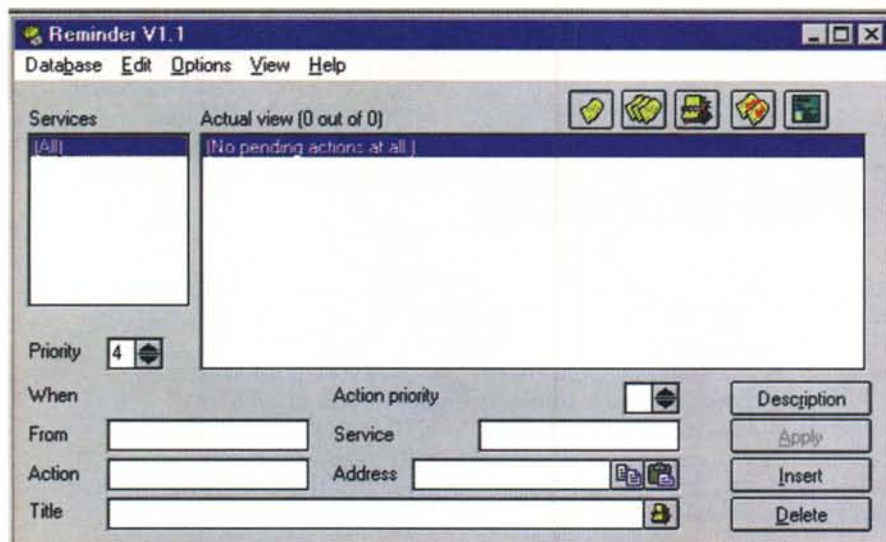 Reminder V1.1
Database Edit Options View Help
Services Actual view (0 out of 0)
(All) (No pending actions at all.)
Priority 4
When Action priority Description
From Service Apply
Action Address Insert
Title Delete